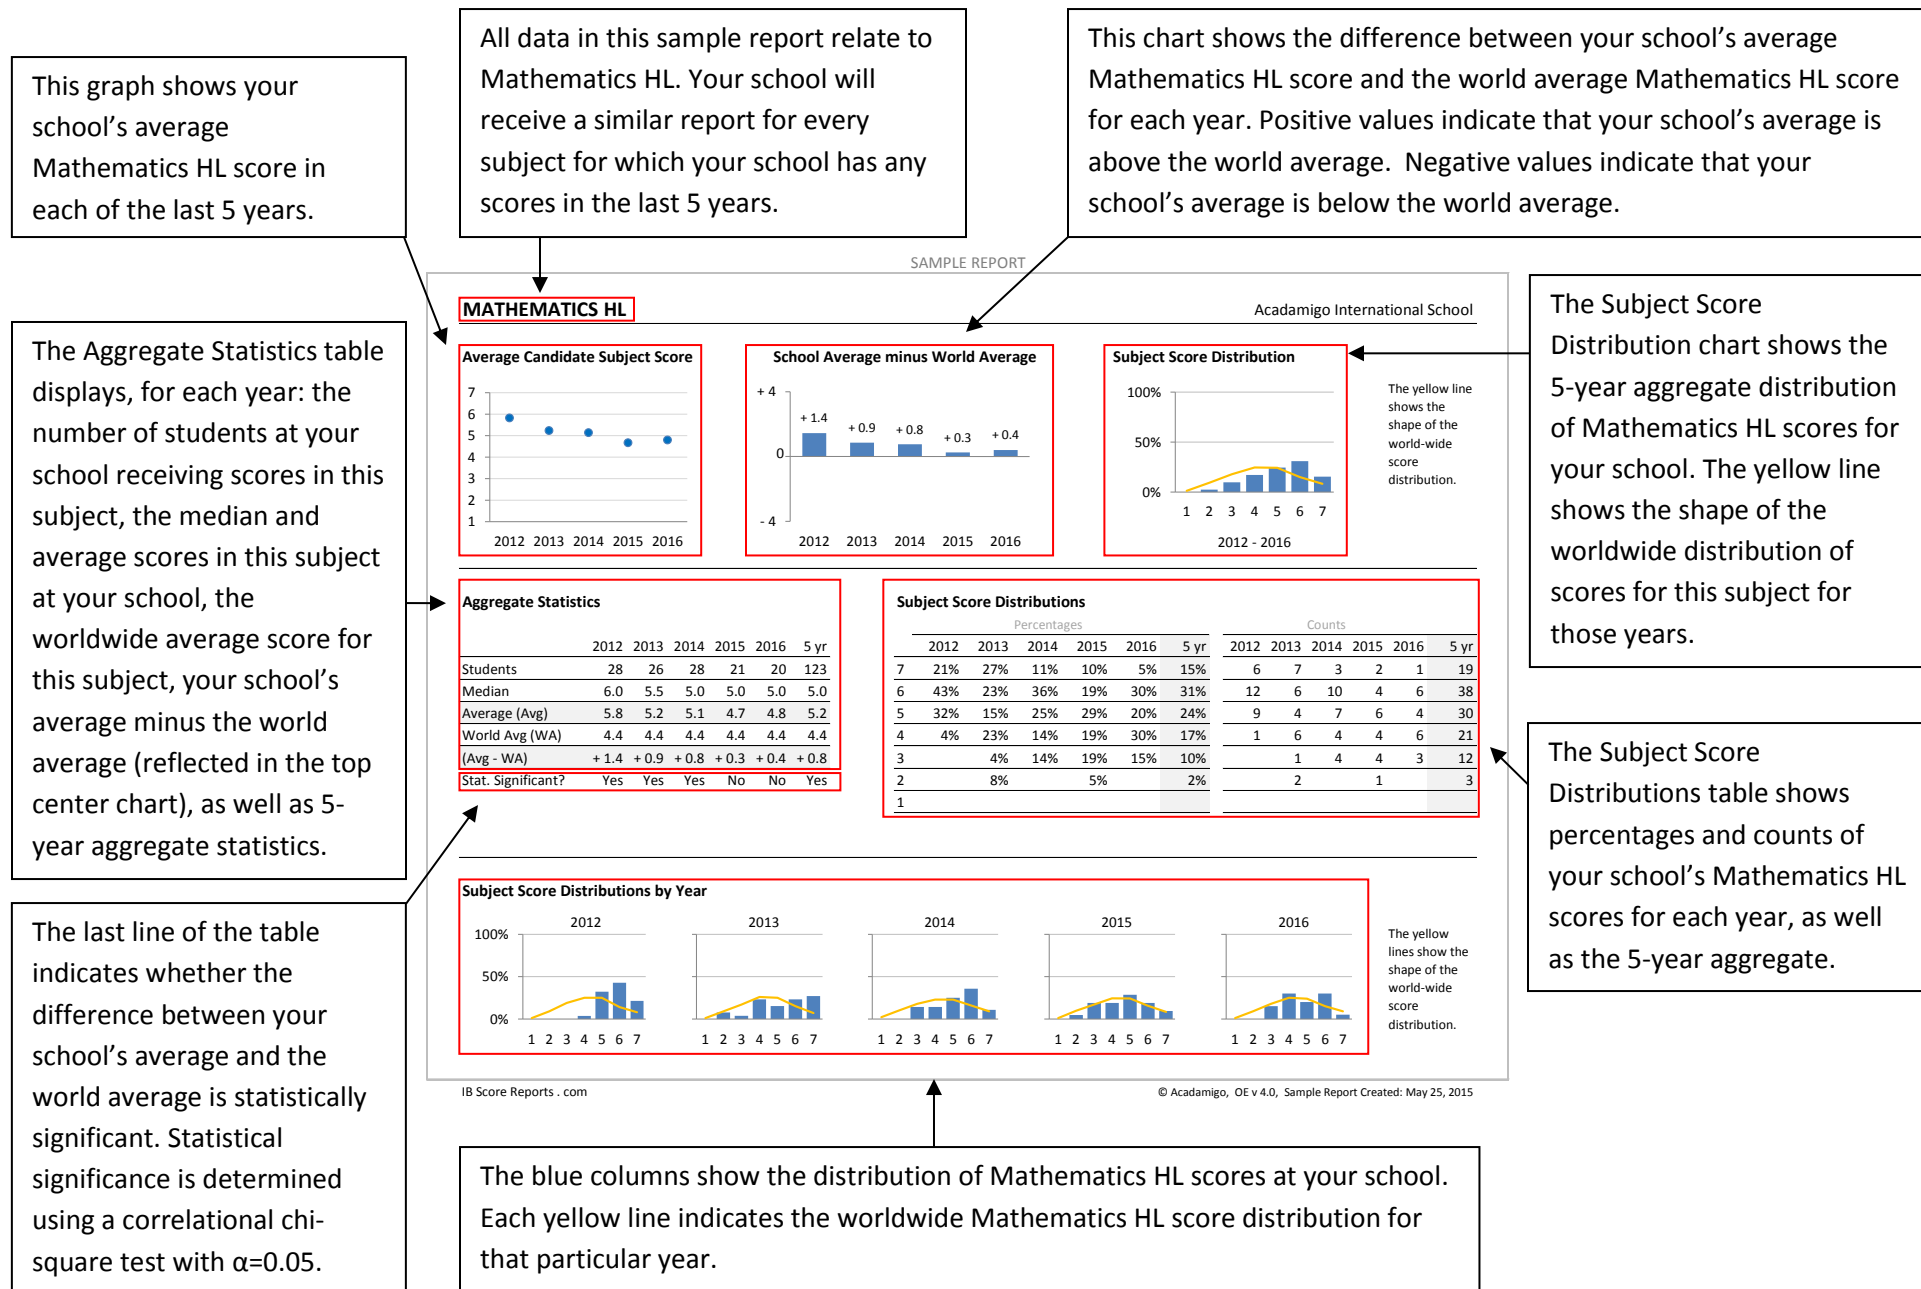 This graph shows your
school's average
Mathematics HL score in
each of the last 5 years.
All data in this sample report relate to
Mathematics HL. Your school will
receive a similar report for every
subject for which your school has any
scores in the last 5 years.
This chart shows the difference between your school's average
Mathematics HL score and the world average Mathematics HL score
for each year. Positive values indicate that your school's average is
above the world average.  Negative values indicate that your
school's average is below the world average.
SAMPLE REPORT
MATHEMATICS HL
Acadamigo International School
The Aggregate Statistics table
displays, for each year: the
number of students at your
school receiving scores in this
subject, the median and
average scores in this subject
at your school, the
worldwide average score for
this subject, your school's
average minus the world
average (reflected in the top
center chart), as well as 5-
year aggregate statistics.
Average Candidate Subject Score
7
6
5
4
3
2
1
2012 2013 2014 2015 2016
School Average minus World Average
+ 4
+ 1.4 + 0.9 + 0.8 + 0.3 + 0.4
0
- 4
2012 2013 2014 2015 2016
Subject Score Distribution
100%
50%
0%
1 2 3 4 5 6 7
2012 - 2016
The yellow line
shows the
shape of the
world-wide
score
distribution.
The Subject Score
Distribution chart shows the
5-year aggregate distribution
of Mathematics HL scores for
your school. The yellow line
shows the shape of the
worldwide distribution of
scores for this subject for
those years.
Aggregate Statistics
2012 2013 2014 2015 2016 5 yr
Students 28 26 28 21 20 123
Median 6.0 5.5 5.0 5.0 5.0 5.0
Average (Avg) 5.8 5.2 5.1 4.7 4.8 5.2
World Avg (WA) 4.4 4.4 4.4 4.4 4.4 4.4
(Avg - WA) + 1.4 + 0.9 + 0.8 + 0.3 + 0.4 + 0.8
Stat. Significant? Yes Yes Yes No No Yes
Subject Score Distributions
Percentages Counts
2012 2013 2014 2015 2016 5 yr 2012 2013 2014 2015 2016 5 yr
7 21% 27% 11% 10% 5% 15% 6 7 3 2 1 19
6 43% 23% 36% 19% 30% 31% 12 6 10 4 6 38
5 32% 15% 25% 29% 20% 24% 9 4 7 6 4 30
4 4% 23% 14% 19% 30% 17% 1 6 4 4 6 21
3 4% 14% 19% 15% 10% 1 4 4 3 12
2 8% 5% 2% 2 1 3
1
The Subject Score
Distributions table shows
percentages and counts of
your school's Mathematics HL
scores for each year, as well
as the 5-year aggregate.
The last line of the table
indicates whether the
difference between your
school's average and the
world average is statistically
significant. Statistical
significance is determined
using a correlational chi-
square test with α=0.05.
Subject Score Distributions by Year
2012 2013 2014 2015 2016
100%
50%
0%
1 2 3 4 5 6 7 1 2 3 4 5 6 7 1 2 3 4 5 6 7 1 2 3 4 5 6 7 1 2 3 4 5 6 7
The yellow
lines show the
shape of the
world-wide
score
distribution.
IB Score Reports . com
© Acadamigo, OE v 4.0, Sample Report Created: May 25, 2015
The blue columns show the distribution of Mathematics HL scores at your school.
Each yellow line indicates the worldwide Mathematics HL score distribution for
that particular year.